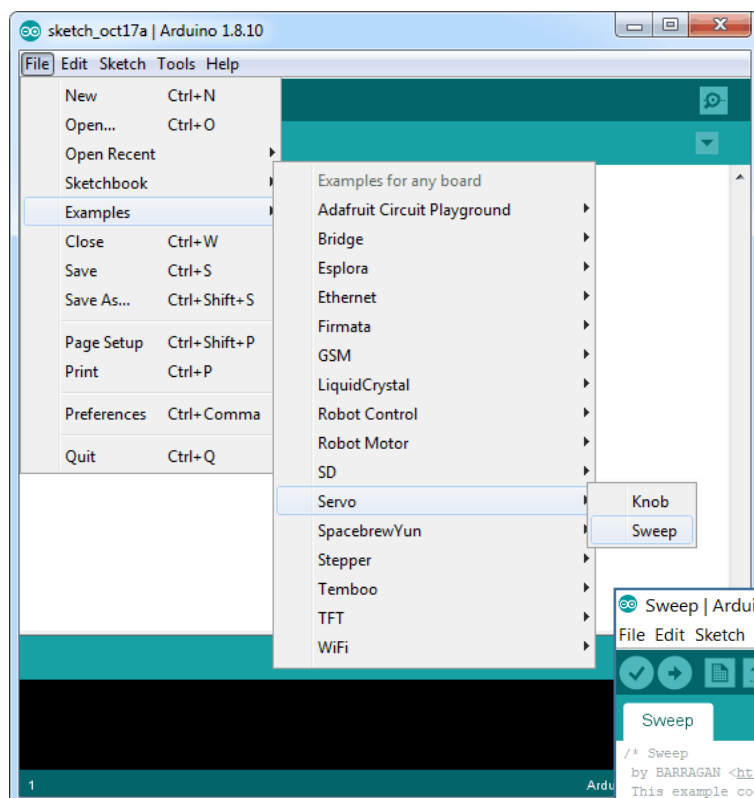 sketch_oct17a | Arduino 1.8.10
File Edit Sketch Tools Help
New Ctrl+N
Open... Ctrl+O
Open Recent
Sketchbook
Examples
Close Ctrl+W
Save Ctrl+S
Save As... Ctrl+Shift+S
Page Setup Ctrl+Shift+P
Print Ctrl+P
Preferences Ctrl+Comma
Quit Ctrl+Q
Examples for any board
Adafruit Circuit Playground
Bridge
Esplora
Ethernet
Firmata
GSM
LiquidCrystal
Robot Control
Robot Motor
SD
Servo
SpacebrewYun
Stepper
Temboo
TFT
WiFi
Knob
Sweep
1 Ardu
Sweep | Ardui
File Edit Sketch
Sweep
/* Sweep
by BARRAGAN <ht
This example co